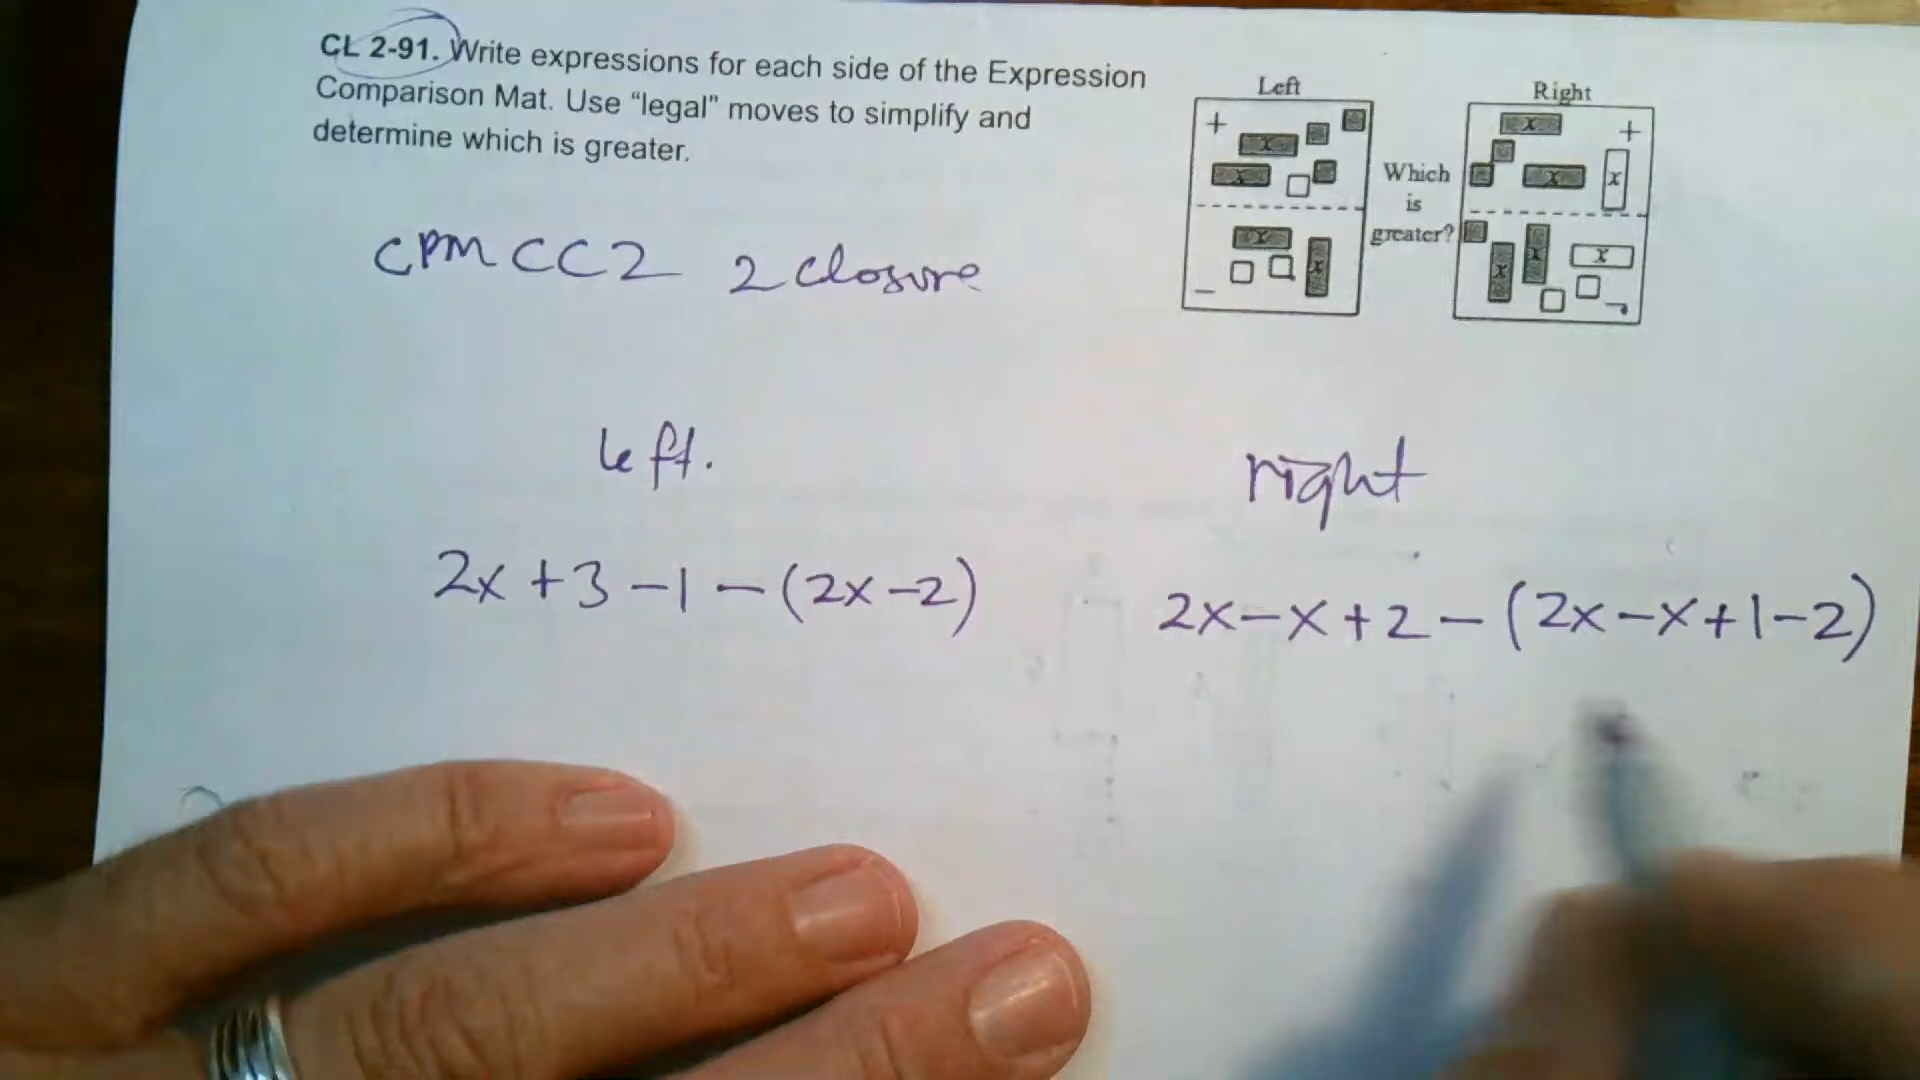 CL 2-91. Write expressions for each side of the Expression
Comparison Mat. Use “legal” moves to simplify and
determine which is greater.
Left
+
x
x
x
x
–
Which
is
greater?
Right
x
+
x
x
x
x
x
–
CPM CC2 2 closure
left.
right
2x + 3 – 1 – (2x – 2)
2x – x + 2 – (2x – x + 1 – 2)